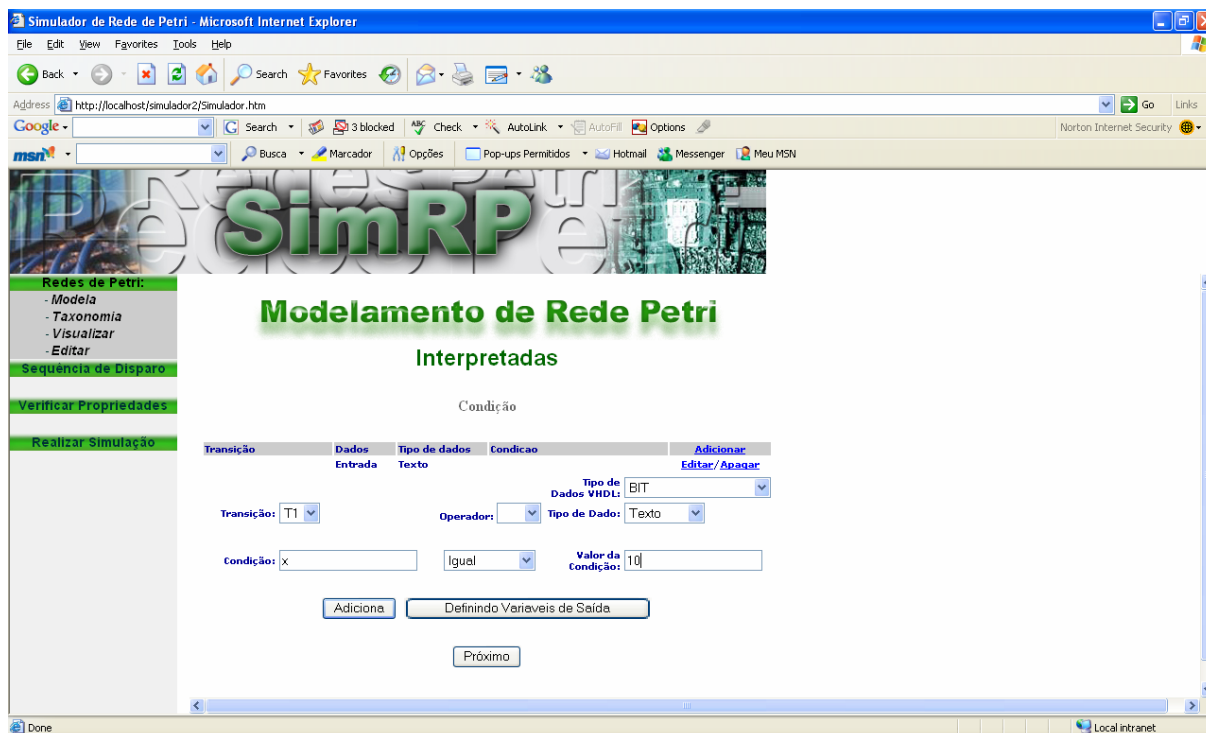 Simulador de Rede de Petri - Microsoft Internet Explorer
File Edit View Favorites Tools Help
Back Search Favorites
Address http://localhost/simulador2/Simulador.htm Go Links
Google Search 3 blocked ABC Check AutoLink AutoFill Options Norton Internet Security
msn Busca Marcador Opções Pop-ups Permitidos Hotmail Messenger Meu MSN
SimRP
Redes de Petri:
- Modela
- Taxonomia
- Visualizar
- Editar
Sequência de Disparo
Verificar Propriedades
Realizar Simulação
Modelamento de Rede Petri
Interpretadas
Condição
Transição Dados Tipo de dados Condicao Adicionar
Entrada Texto Editar/Apagar
Tipo de Dados VHDL: BIT
Transição: T1 Operador: Tipo de Dado: Texto
Condição: x Igual Valor da Condição: 10
Adiciona Definindo Variaveis de Saída
Próximo
Done Local intranet